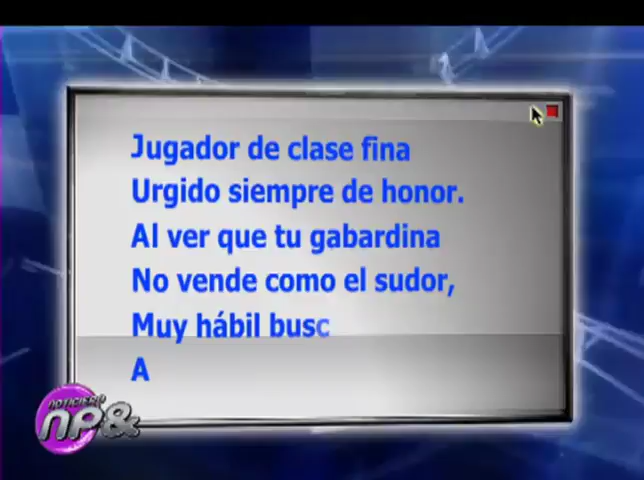 Jugador de clase fina
Urgido siempre de honor.
Al ver que tu gabardina
No vende como el sudor,
Muy hábil busc
A
NOTICIERO
NP&